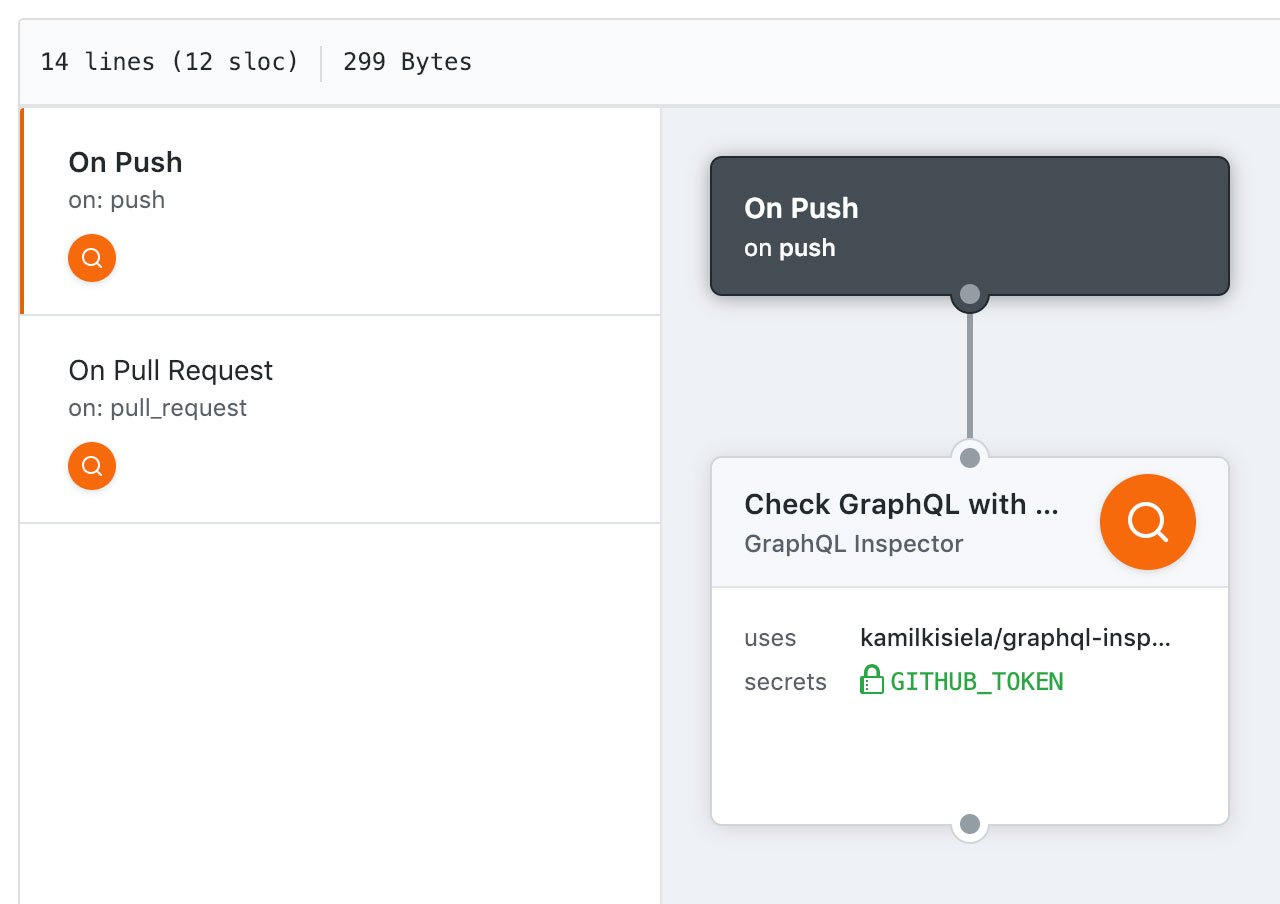 14 lines (12 sloc) 299 Bytes
On Push
on: push
On Pull Request
on: pull_request
On Push
on push
Check GraphQL with ...
GraphQL Inspector
uses kamilkisiela/graphql-insp...
secrets GITHUB_TOKEN